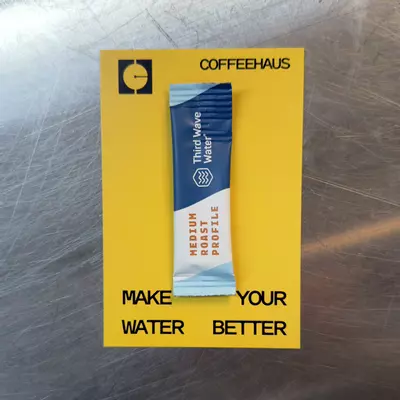 COFFEEHAUS
Third Wave
Water
MEDIUM
ROAST
PROFILE
MAKE YOUR
WATER BETTER